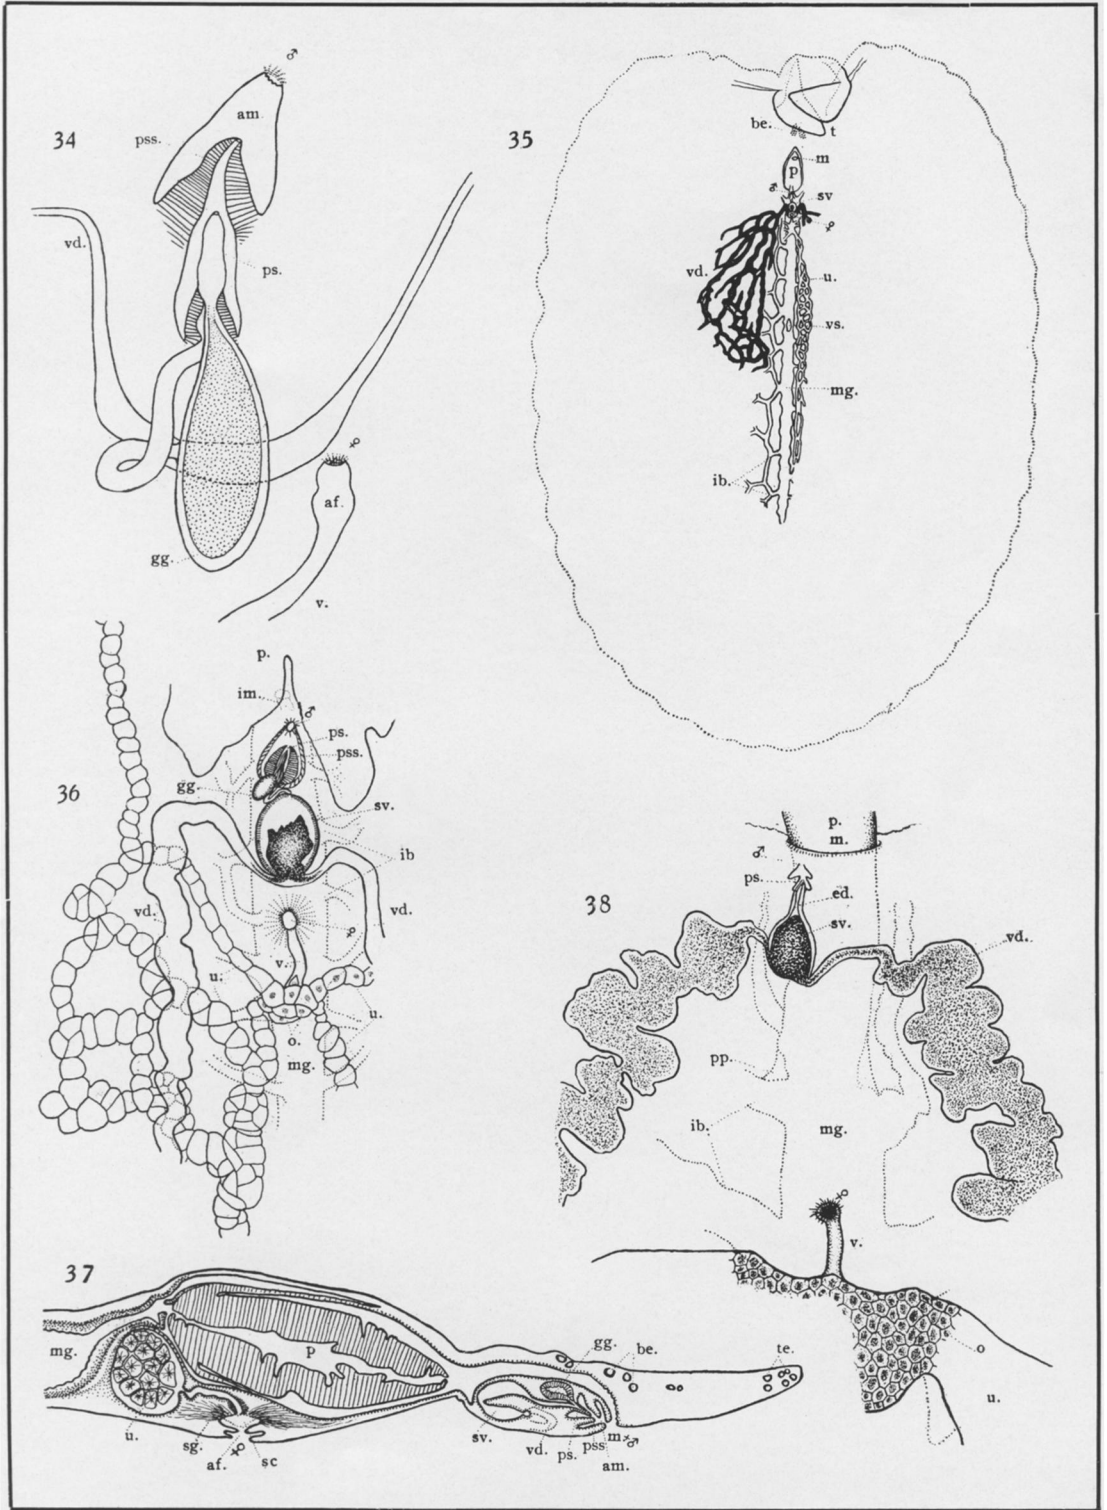 34
♂
am.
pss.
vd.
ps.
♀
af.
gg.
v.
35
be.
t
m
p
♂
sv
♀
vd.
u.
vs.
mg.
ib.
36
p.
im.
♂
ps.
pss.
gg.
sv.
ib
vd.
vd.
♀
v.
u.
u.
o.
mg.
38
p.
m.
♂
ps.
ed.
sv.
vd.
pp.
ib.
mg.
♀
v.
o
u.
37
mg.
p
gg.
be.
te.
u.
sg.
♀
af.
sc
sv.
vd.
ps.
pss
m.
♂
am.